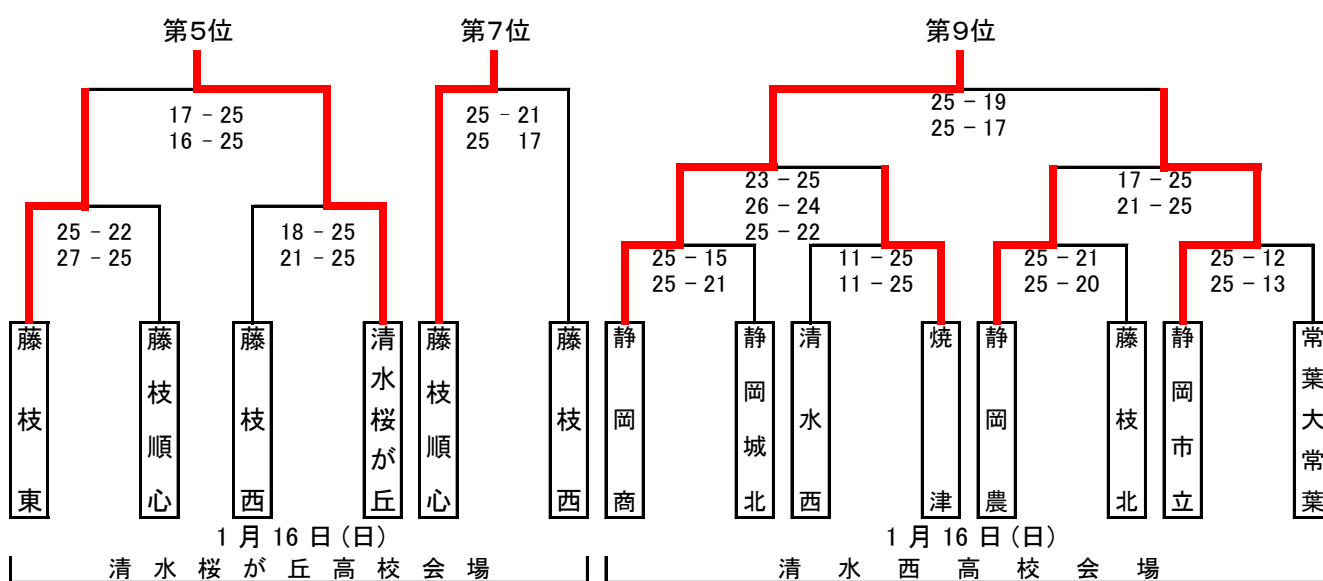 第5位 第7位 第9位
17 - 25
16 - 25
25 - 21
25 17
25 - 19
25 - 17
23 - 25
26 - 24
25 - 22
17 - 25
21 - 25
25 - 22
27 - 25
18 - 25
21 - 25
25 - 15
25 - 21
11 - 25
11 - 25
25 - 21
25 - 20
25 - 12
25 - 13
藤枝東
藤枝順心
藤枝西
清水桜が丘
藤枝順心
藤枝西
静岡商
静岡城北
清水西
焼津
静岡農
藤枝北
静岡市立
常葉大常葉
1 月 16 日 (日)
1 月 16 日 (日)
清水桜が丘高校会場
清水西高校会場